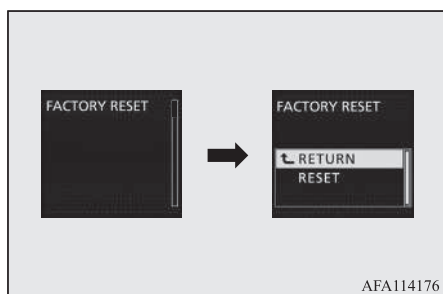 FACTORY RESET
FACTORY RESET
RETURN
RESET
AFA114176